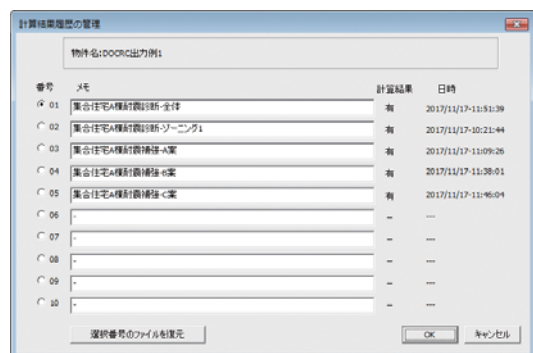 計算結果履歴の管理
物件名:DOCRC出力例1
番号 メモ 計算結果 日時
01 集合住宅A棟耐震診断-全体 有 2017/11/17-11:51:39
02 集合住宅A棟耐震診断-ゾーニング1 有 2017/11/17-10:21:44
03 集合住宅A棟耐震補強-A案 有 2017/11/17-11:09:26
04 集合住宅A棟耐震補強-B案 有 2017/11/17-11:38:01
05 集合住宅A棟耐震補強-C案 有 2017/11/17-11:46:04
06 - -- ---
07 - -- ---
08 - -- ---
09 - -- ---
10 - -- ---
選択番号のファイルを復元 OK キャンセル